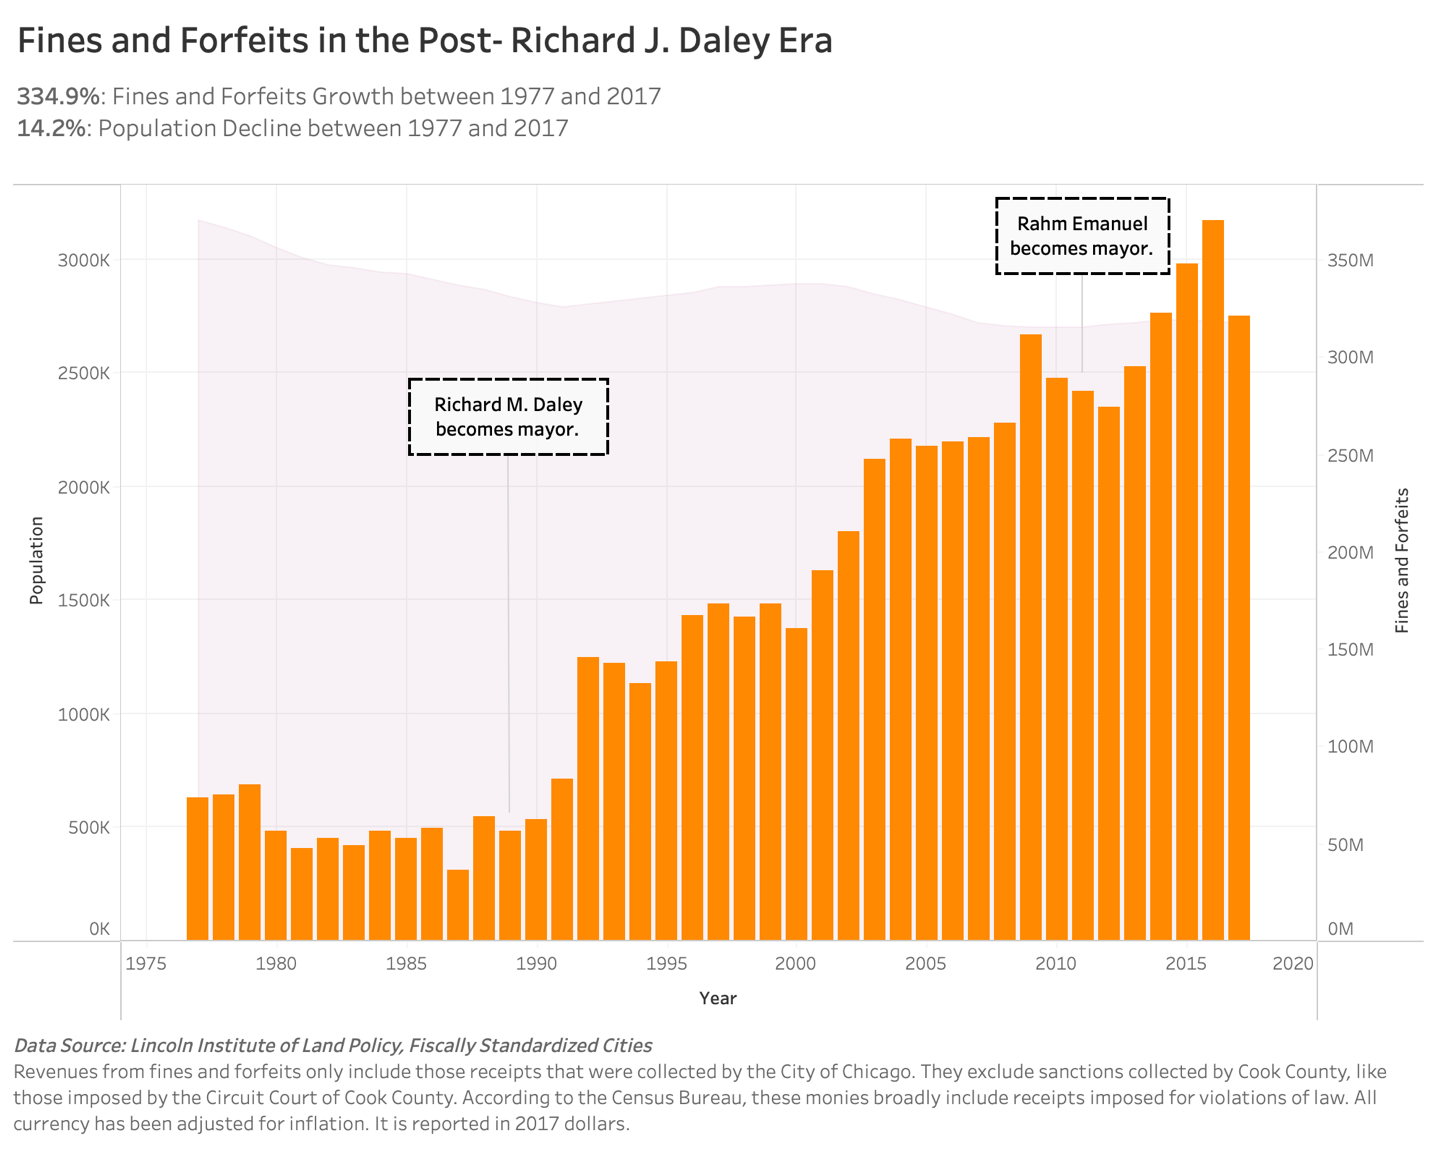 Fines and Forfeits in the Post- Richard J. Daley Era
334.9%: Fines and Forfeits Growth between 1977 and 2017
14.2%: Population Decline between 1977 and 2017
Rahm Emanuel
becomes mayor.
Richard M. Daley
becomes mayor.
Population
3000K
2500K
2000K
1500K
1000K
500K
0K
350M
300M
250M
200M
150M
100M
50M
0M
Fines and Forfeits
1975 1980 1985 1990 1995 2000 2005 2010 2015 2020
Year
Data Source: Lincoln Institute of Land Policy, Fiscally Standardized Cities
Revenues from fines and forfeits only include those receipts that were collected by the City of Chicago. They exclude sanctions collected by Cook County, like
those imposed by the Circuit Court of Cook County. According to the Census Bureau, these monies broadly include receipts imposed for violations of law. All
currency has been adjusted for inflation. It is reported in 2017 dollars.